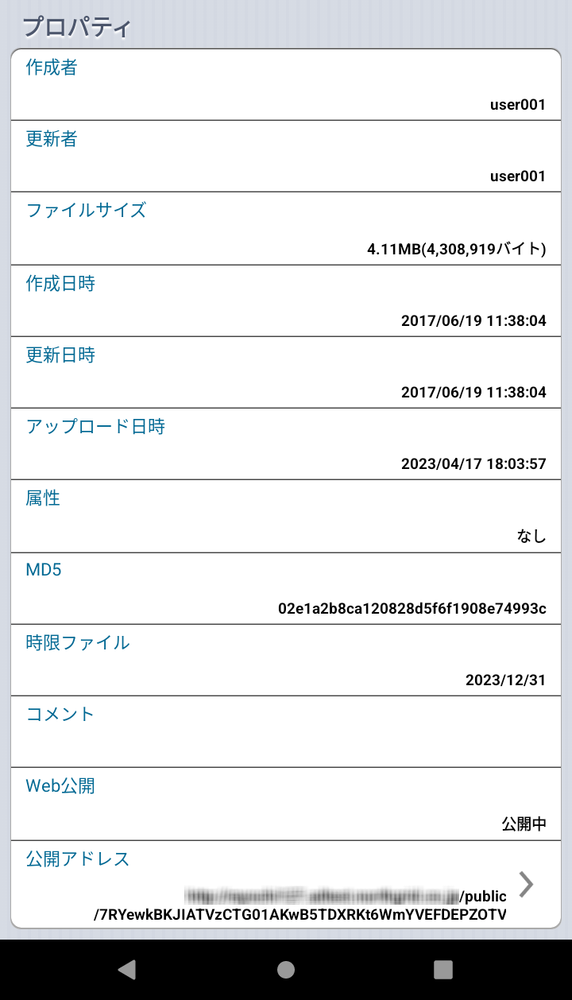 プロパティ
作成者
user001
更新者
user001
ファイルサイズ
4.11MB(4,308,919バイト)
作成日時
2017/06/19 11:38:04
更新日時
2017/06/19 11:38:04
アップロード日時
2023/04/17 18:03:57
属性
なし
MD5
02e1a2b8ca120828d5f6f1908e74993c
時限ファイル
2023/12/31
コメント
Web公開
公開中
公開アドレス
/public
/7RYewkBKJIATVzCTG01AKwB5TDXRKt6WmYVEFDEPZOTV